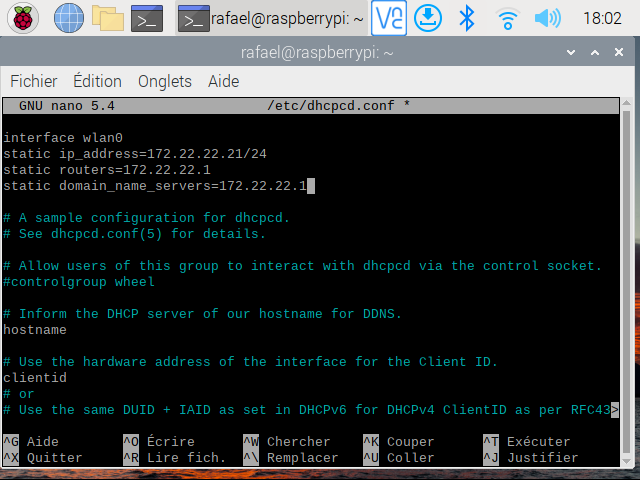 rafael@raspberrypi: ~
18:02
rafael@raspberrypi: ~
Fichier Édition Onglets Aide
GNU nano 5.4 /etc/dhcpcd.conf *
interface wlan0
static ip_address=172.22.22.21/24
static routers=172.22.22.1
static domain_name_servers=172.22.22.1
# A sample configuration for dhcpcd.
# See dhcpcd.conf(5) for details.
# Allow users of this group to interact with dhcpcd via the control socket.
#controlgroup wheel
# Inform the DHCP server of our hostname for DDNS.
hostname
# Use the hardware address of the interface for the Client ID.
clientid
# or
# Use the same DUID + IAID as set in DHCPv6 for DHCPv4 ClientID as per RFC43>
^G Aide ^O Écrire ^W Chercher ^K Couper ^T Exécuter
^X Quitter ^R Lire fich. ^\ Remplacer ^U Coller ^J Justifier